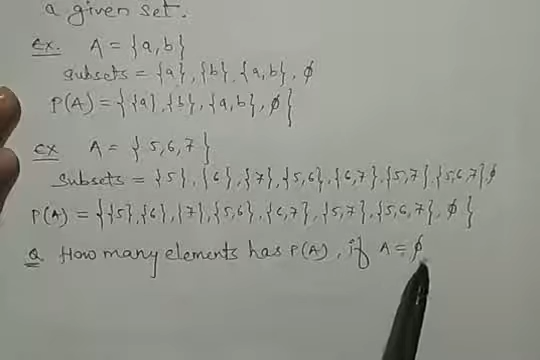 a given set.
Ex. A = {a,b}
subsets = {a}, {b}, {a,b}, ϕ
P(A) = {{a}, {b}, {a,b}, ϕ}
Ex A = {5,6,7}
subsets = {5}, {6}, {7}, {5,6}, {6,7}, {5,7}, {5,6,7}, ϕ
P(A) = {{5}, {6}, {7}, {5,6}, {6,7}, {5,7}, {5,6,7}, ϕ}
Q How many elements has P(A), if A = ϕ